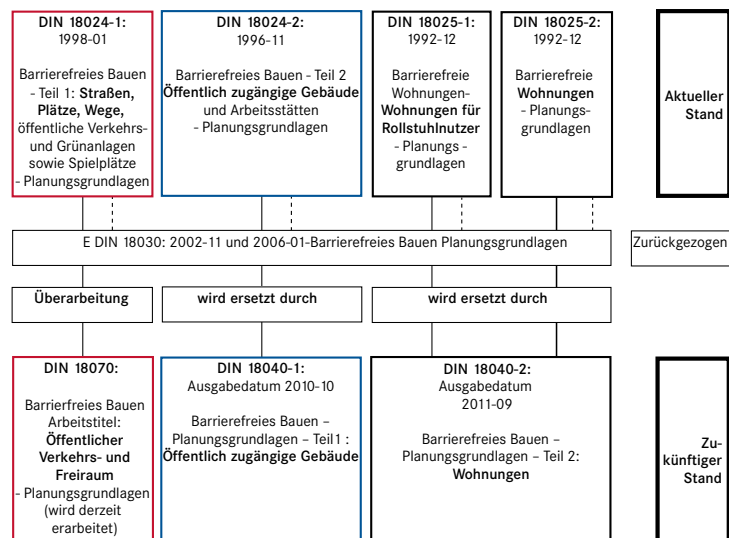 DIN 18024-1:
1998-01
Barrierefreies Bauen
- Teil 1: Straßen,
Plätze, Wege,
öffentliche Verkehrs-
und Grünanlagen
sowie Spielplätze
- Planungsgrundlagen
DIN 18024-2:
1996-11
Barrierefreies Bauen - Teil 2
Öffentlich zugängige Gebäude
und Arbeitsstätten
- Planungsgrundlagen
DIN 18025-1:
1992-12
Barrierefreie
Wohnungen-
Wohnungen für
Rollstuhlnutzer
- Planungs -
grundlagen
DIN 18025-2:
1992-12
Barrierefreie
Wohnungen
- Planungs-
grundlagen
Aktueller
Stand
E DIN 18030: 2002-11 und 2006-01-Barrierefreies Bauen Planungsgrundlagen
Zurückgezogen
Überarbeitung
wird ersetzt durch
wird ersetzt durch
DIN 18070:
Barrierfreies Bauen
Arbeitstitel:
Öffentlicher
Verkehrs- und
Freiraum
- Planungsgrundlagen
(wird derzeit
erarbeitet)
DIN 18040-1:
Ausgabedatum 2010-10
Barrierefreies Bauen –
Planungsgrundlagen – Teil1 :
Öffentlich zugängige Gebäude
DIN 18040-2:
Ausgabedatum
2011-09
Barrierefreies Bauen –
Planungsgrundlagen – Teil 2:
Wohnungen
Zu-
künftiger
Stand